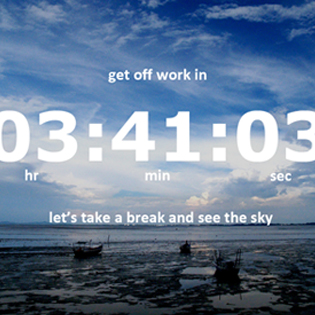 get off work in
03:41:03
hr min sec
let's take a break and see the sky